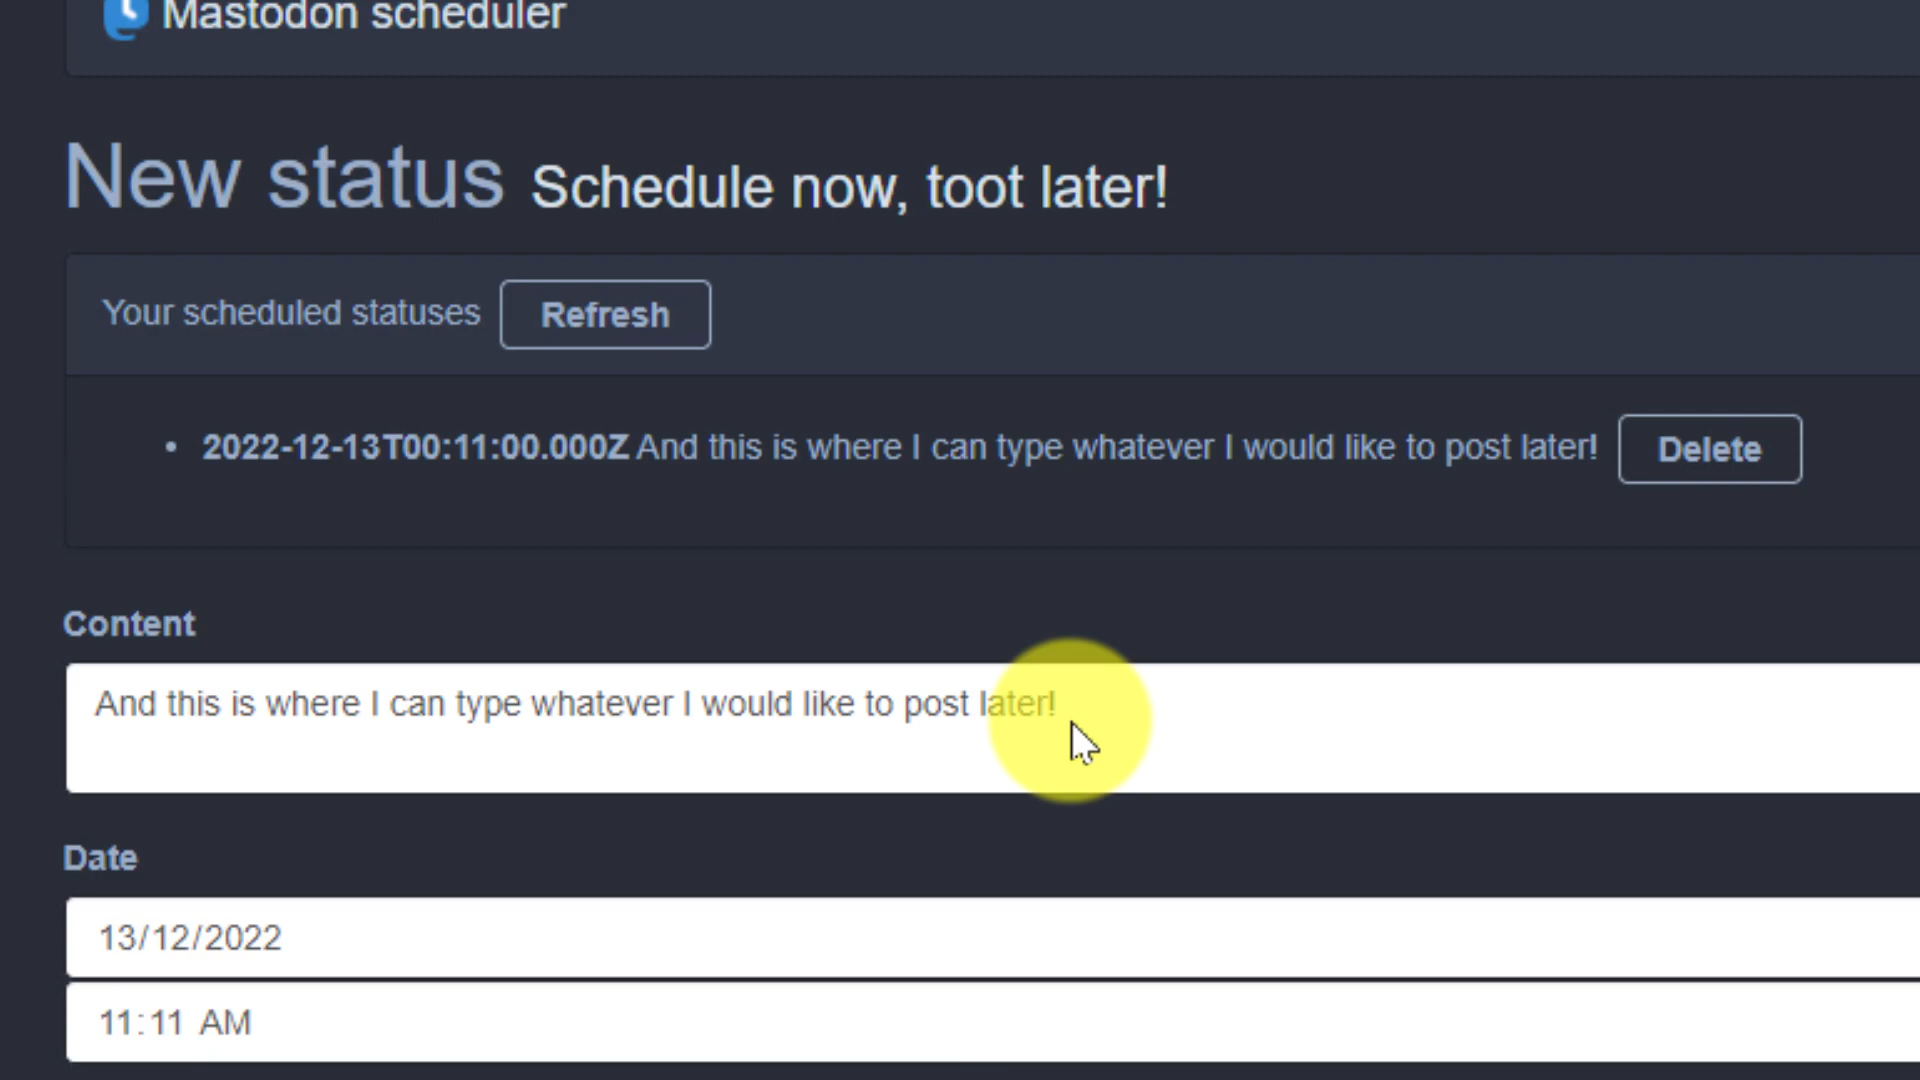 Mastodon scheduler
New status Schedule now, toot later!
Your scheduled statuses Refresh
• 2022-12-13T00:11:00.000Z And this is where I can type whatever I would like to post later! Delete
Content
And this is where I can type whatever I would like to post later!
Date
13/12/2022
11:11 AM